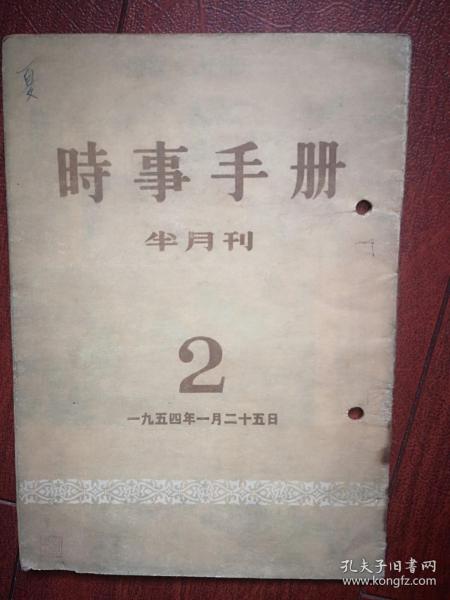 夏
時事手册
半月刊
2
一九五四年一月二十五日
孔夫子旧书网
www.kongfz.com